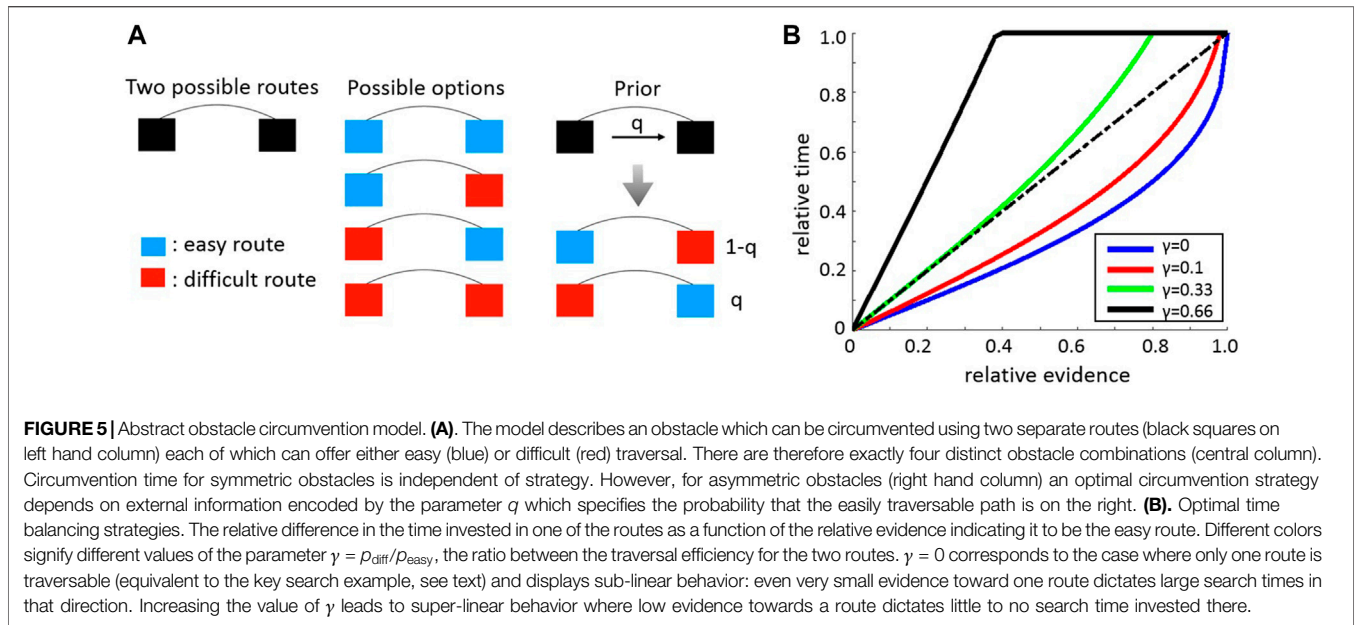 A
Two possible routes
Possible options
Prior
q
: easy route
: difficult route
1-q
q
B
relative time
1.0
0.8
0.6
0.4
0.2
0
0
0.2
0.4
0.6
0.8
1.0
relative evidence
γ=0
γ=0.1
γ=0.33
γ=0.66
FIGURE 5 | Abstract obstacle circumvention model. (A). The model describes an obstacle which can be circumvented using two separate routes (black squares on
left hand column) each of which can offer either easy (blue) or difficult (red) traversal. There are therefore exactly four distinct obstacle combinations (central column).
Circumvention time for symmetric obstacles is independent of strategy. However, for asymmetric obstacles (right hand column) an optimal circumvention strategy
depends on external information encoded by the parameter q which specifies the probability that the easily traversable path is on the right. (B). Optimal time
balancing strategies. The relative difference in the time invested in one of the routes as a function of the relative evidence indicating it to be the easy route. Different colors
signify different values of the parameter γ = p_diff/p_easy, the ratio between the traversal efficiency for the two routes. γ = 0 corresponds to the case where only one route is
traversable (equivalent to the key search example, see text) and displays sub-linear behavior: even very small evidence toward one route dictates large search times in
that direction. Increasing the value of γ leads to super-linear behavior where low evidence towards a route dictates little to no search time invested there.